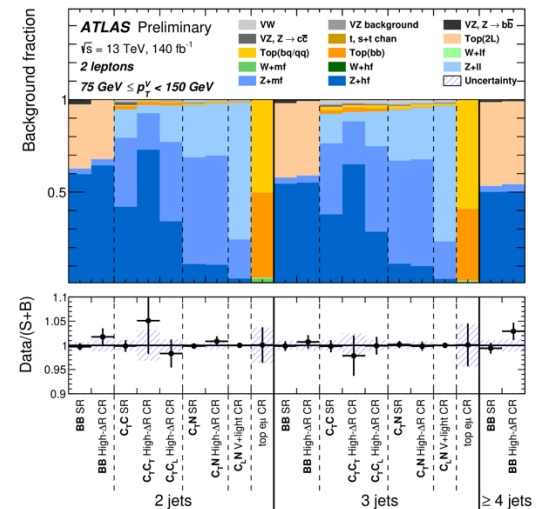 ATLAS Preliminary
√s = 13 TeV, 140 fb⁻¹
2 leptons
75 GeV ≤ p_T^V < 150 GeV
VW
VZ background
VZ, Z → bb̄
VZ, Z → cc̄
t, s+t chan
Top(2L)
Top(bq/qq)
Top(bb)
W+lf
W+mf
W+hf
Z+ll
Z+mf
Z+hf
Uncertainty
Background fraction
1
0.5
Data/(S+B)
1.1
1.05
1
0.95
0.9
BB SR
BB High-ΔR CR
C_TC SR
C_TC_T High-ΔR CR
C_TC_L High-ΔR CR
C_TN SR
C_TN High-ΔR CR
C_LN V+light CR
top eμ CR
BB SR
BB High-ΔR CR
C_TC SR
C_TC_T High-ΔR CR
C_TC_L High-ΔR CR
C_TN SR
C_TN High-ΔR CR
C_LN V+light CR
top eμ CR
BB SR
BB High-ΔR CR
2 jets
3 jets
≥ 4 jets